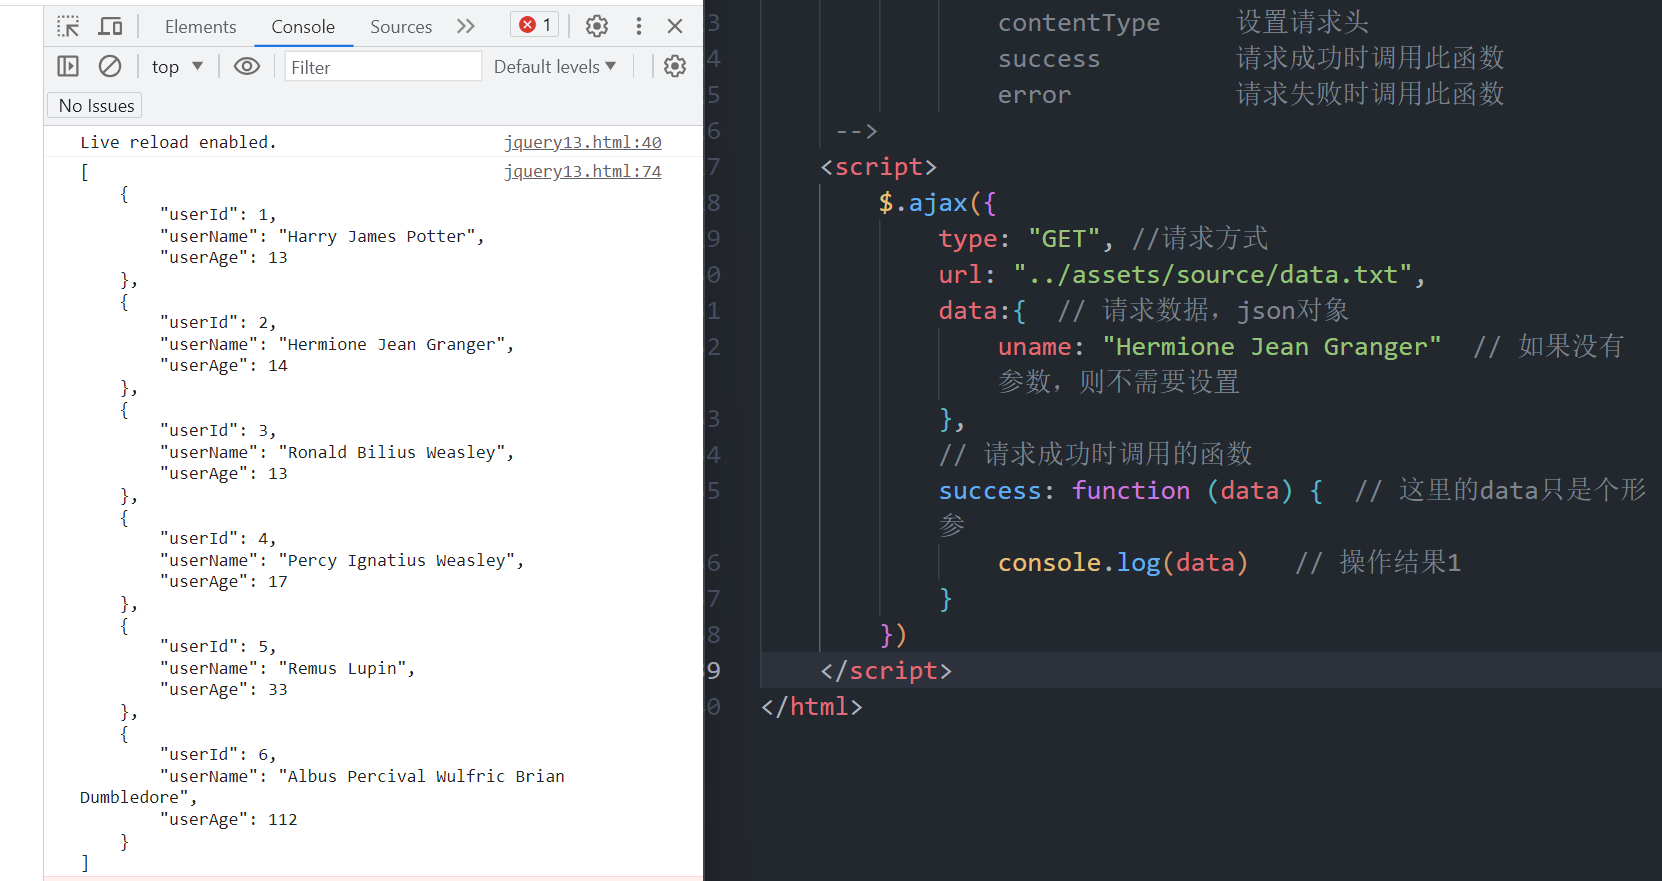 Elements Console Sources 1
top Filter Default levels
No Issues
Live reload enabled. jquery13.html:40
[ jquery13.html:74
{
"userId": 1,
"userName": "Harry James Potter",
"userAge": 13
},
{
"userId": 2,
"userName": "Hermione Jean Granger",
"userAge": 14
},
{
"userId": 3,
"userName": "Ronald Bilius Weasley",
"userAge": 13
},
{
"userId": 4,
"userName": "Percy Ignatius Weasley",
"userAge": 17
},
{
"userId": 5,
"userName": "Remus Lupin",
"userAge": 33
},
{
"userId": 6,
"userName": "Albus Percival Wulfric Brian
Dumbledore",
"userAge": 112
}
]
3 contentType 设置请求头
4 success 请求成功时调用此函数
5 error 请求失败时调用此函数
6 -->
7 <script>
8 $.ajax({
9 type: "GET", //请求方式
0 url: "../assets/source/data.txt",
1 data:{ // 请求数据，json对象
2 uname: "Hermione Jean Granger" // 如果没有
参数，则不需要设置
3 },
4 // 请求成功时调用的函数
5 success: function (data) { // 这里的data只是个形
参
6 console.log(data) // 操作结果1
7 }
8 })
9 </script>
0 </html>